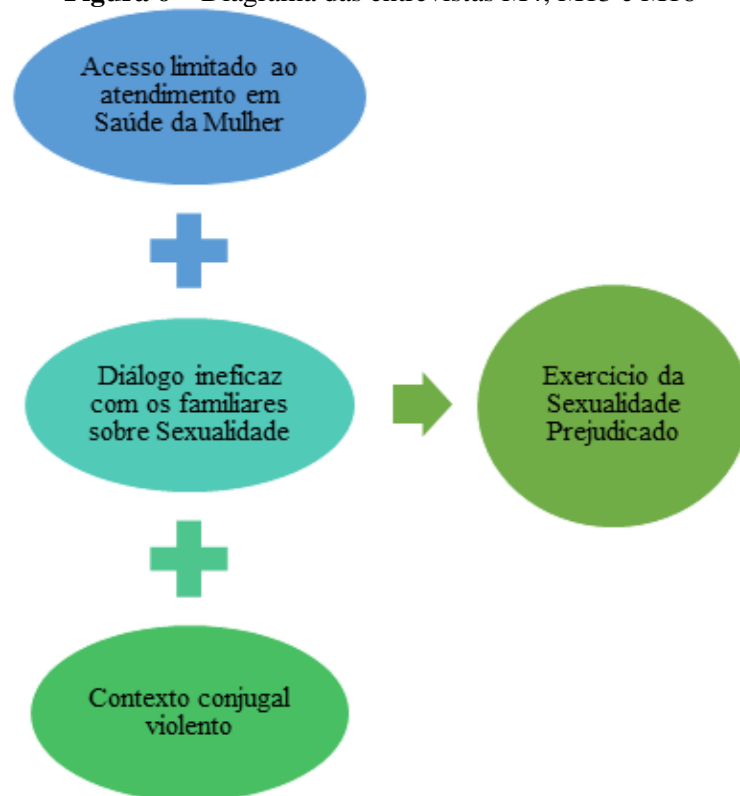 Acesso limitado ao
atendimento em
Saúde da Mulher
Diálogo ineficaz
com os familiares
sobre Sexualidade
Exercício da
Sexualidade
Prejudicado
Contexto conjugal
violento